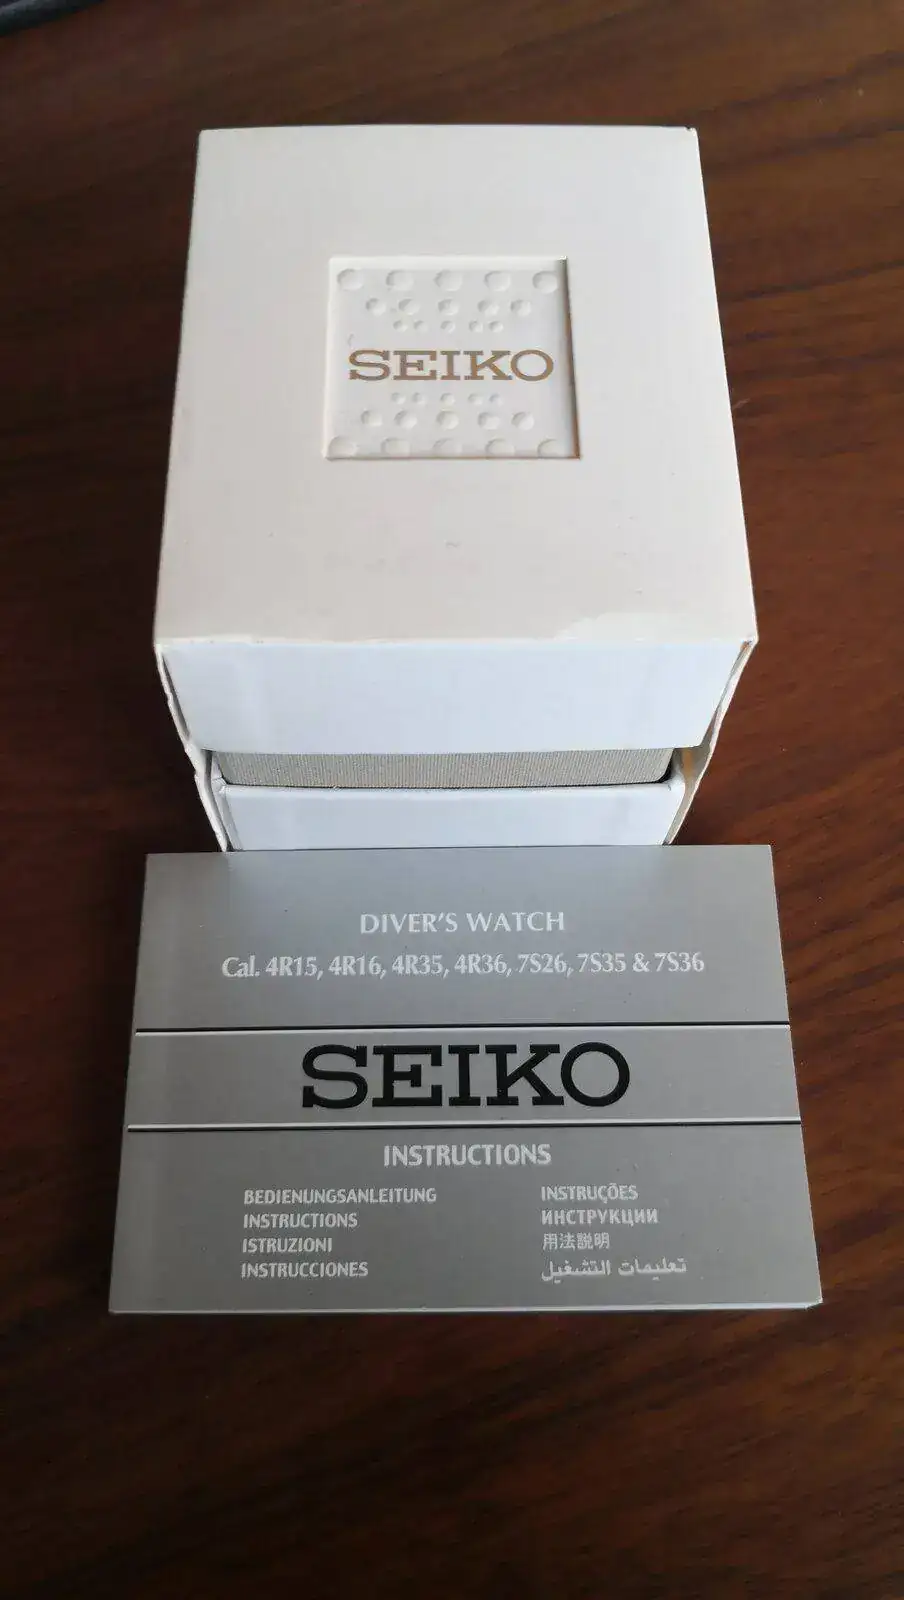 SEIKO
DIVER'S WATCH
Cal. 4R15, 4R16, 4R35, 4R36, 7S26, 7S35 & 7S36
SEIKO
INSTRUCTIONS
BEDIENUNGSANLEITUNG
INSTRUCTIONS
ISTRUZIONI
INSTRUCCIONES
INSTRUÇÕES
ИНСТРУКЦИИ
用法説明
تعليمات التشغيل